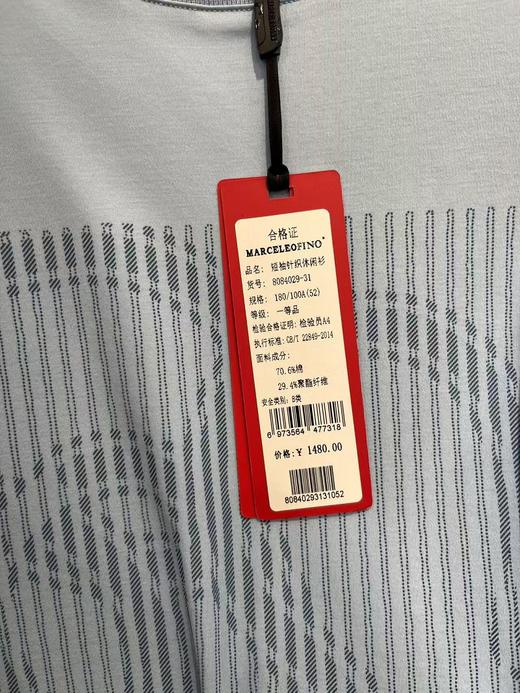 合格证
MARCELEOFINO®
品名: 短袖针织休闲衫
货号: 8084029-31
规格: 180/100A(52)
等级: 一等品
检验合格证明: 检验员A4
执行标准: GB/T 22849-2014
面料成分:
70.6%棉
29.4%聚酯纤维
安全类别: B类
6 973564 477318
价格: ¥ 1480.00
80840293131052